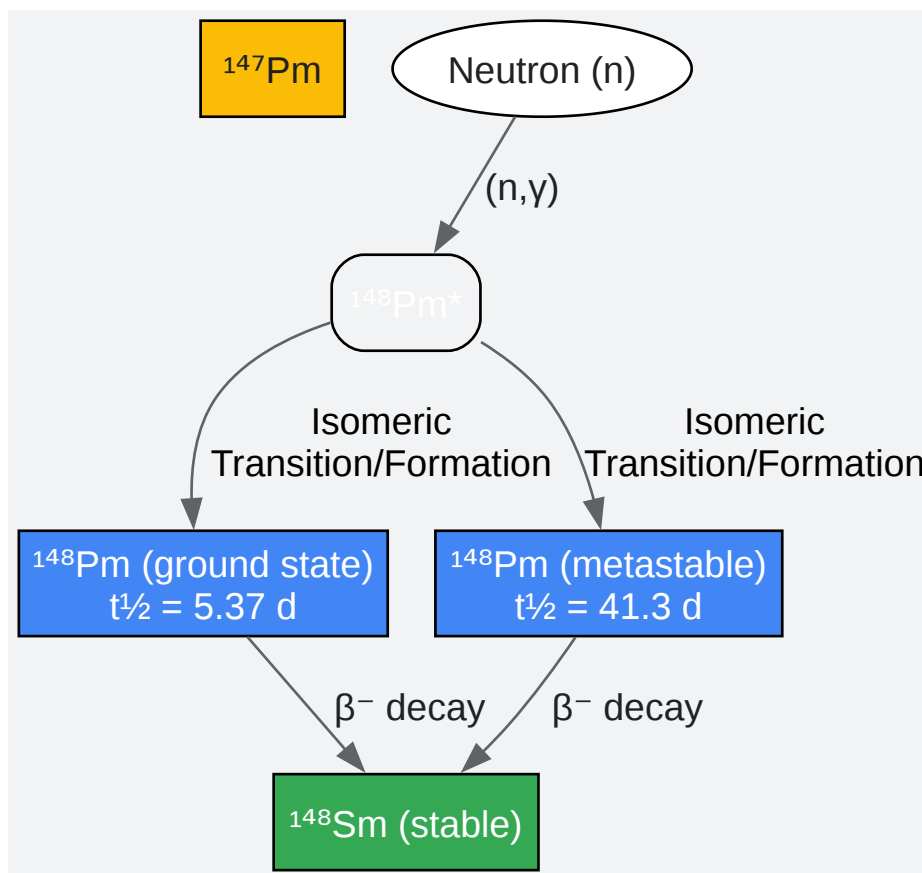 ¹⁴⁷Pm
Neutron (n)
(n,γ)
¹⁴⁸Pm*
Isomeric
Transition/Formation
Isomeric
Transition/Formation
¹⁴⁸Pm (ground state)
t½ = 5.37 d
¹⁴⁸Pm (metastable)
t½ = 41.3 d
β⁻ decay
β⁻ decay
¹⁴⁸Sm (stable)